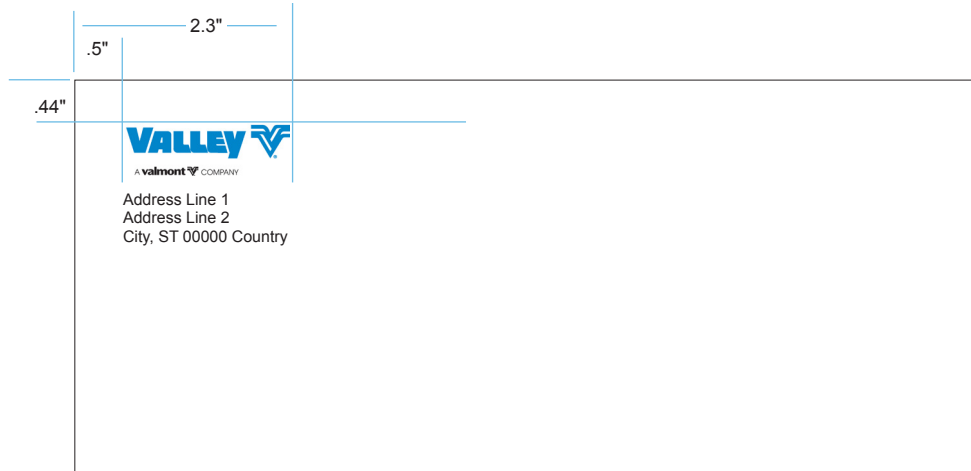 2.3"
.5"
.44"
VALLEY
A valmont COMPANY
Address Line 1
Address Line 2
City, ST 00000 Country